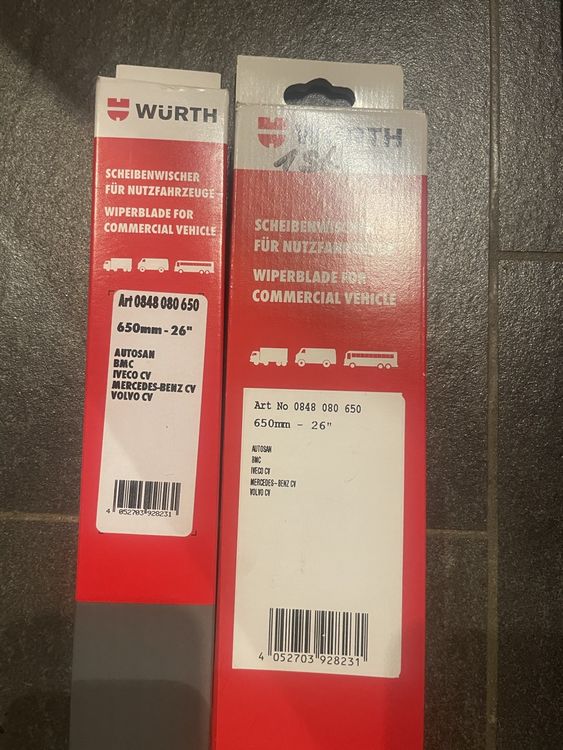 WÜRTH
SCHEIBENWISCHER
FÜR NUTZFAHRZEUGE
WIPERBLADE FOR
COMMERCIAL VEHICLE
Art 0848 080 650
650mm - 26"
AUTOSAN
BMC
IVECO CV
MERCEDES-BENZ CV
VOLVO CV
4 052703 928231
WÜRTH
SCHEIBENWISCHER
FÜR NUTZFAHRZEUGE
WIPERBLADE FOR
COMMERCIAL VEHICLE
Art No 0848 080 650
650mm - 26"
AUTOSAN
BMC
IVECO CV
MERCEDES-BENZ CV
VOLVO CV
4 052703 928231